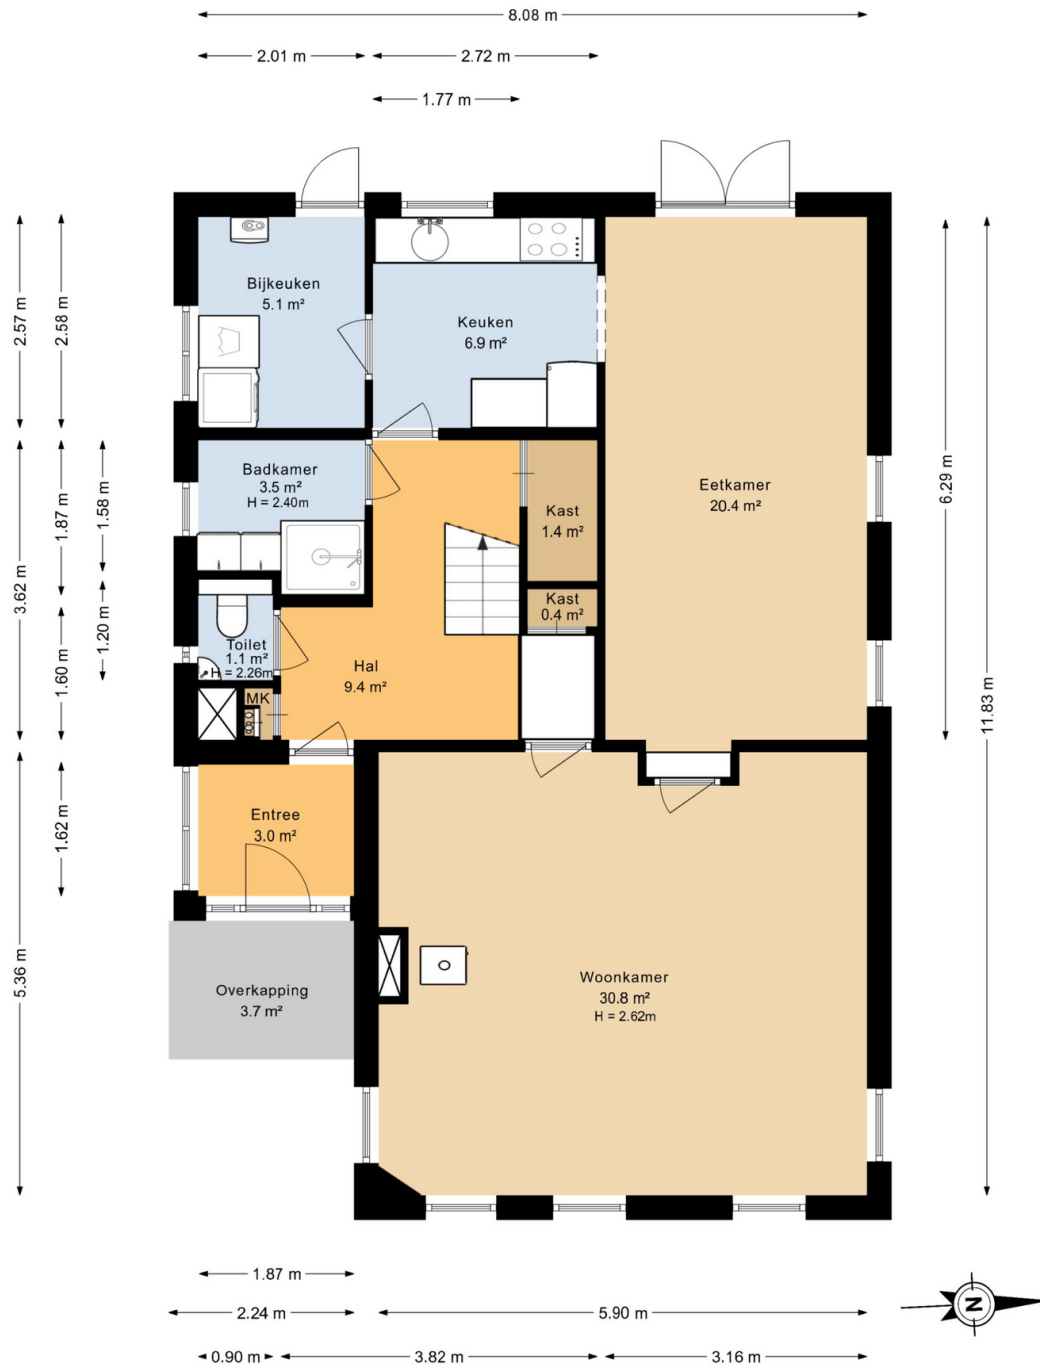 8.08 m
2.01 m
2.72 m
1.77 m
2.57 m
2.58 m
Bijkeuken
5.1 m²
Keuken
6.9 m²
Badkamer
3.5 m²
H = 2.40m
Kast
1.4 m²
Eetkamer
20.4 m²
6.29 m
11.83 m
3.62 m
1.87 m
1.58 m
Kast
0.4 m²
1.20 m
1.60 m
Toilet
1.1 m²
H = 2.26m
Hal
9.4 m²
MK
1.62 m
Entree
3.0 m²
5.36 m
Overkapping
3.7 m²
Woonkamer
30.8 m²
H = 2.62m
1.87 m
2.24 m
5.90 m
0.90 m
3.82 m
3.16 m
N